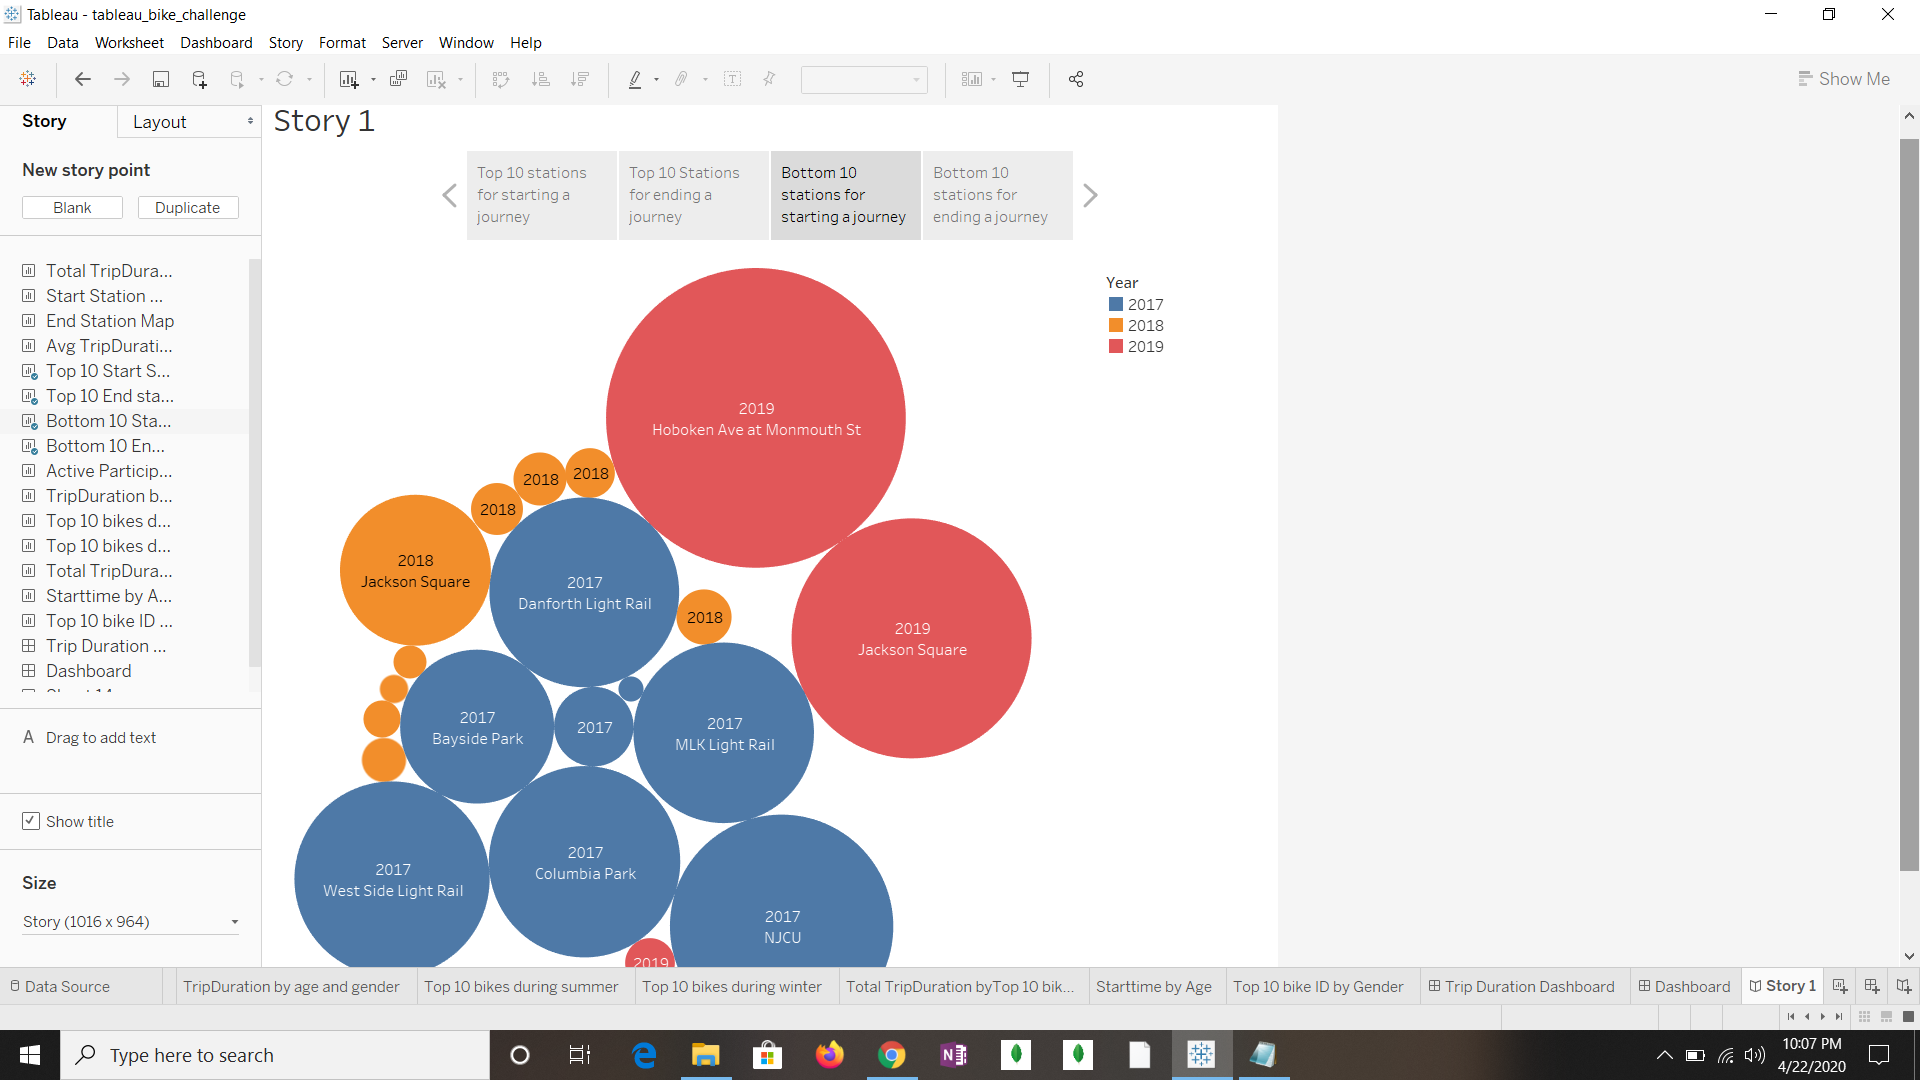 Tableau - tableau_bike_challenge
File Data Worksheet Dashboard Story Format Server Window Help
Show Me
Story Layout
New story point
Blank Duplicate
Total TripDura...
Start Station ...
End Station Map
Avg TripDurati...
Top 10 Start S...
Top 10 End sta...
Bottom 10 Sta...
Bottom 10 En...
Active Particip...
TripDuration b...
Top 10 bikes d...
Top 10 bikes d...
Total TripDura...
Starttime by A...
Top 10 bike ID ...
Trip Duration ...
Dashboard
A Drag to add text
Show title
Size
Story (1016 x 964)
Story 1
Top 10 stations
for starting a
journey
Top 10 Stations
for ending a
journey
Bottom 10
stations for
starting a journey
Bottom 10
stations for
ending a journey
Year
2017
2018
2019
2019
Hoboken Ave at Monmouth St
2018
2018
2018
2018
Jackson Square
2017
Danforth Light Rail
2018
2019
Jackson Square
2017
Bayside Park
2017
2017
MLK Light Rail
2017
West Side Light Rail
2017
Columbia Park
2017
NJCU
2019
Data Source TripDuration by age and gender Top 10 bikes during summer Top 10 bikes during winter Total TripDuration byTop 10 bik... Starttime by Age Top 10 bike ID by Gender Trip Duration Dashboard Dashboard Story 1
Type here to search
N
10:07 PM
4/22/2020